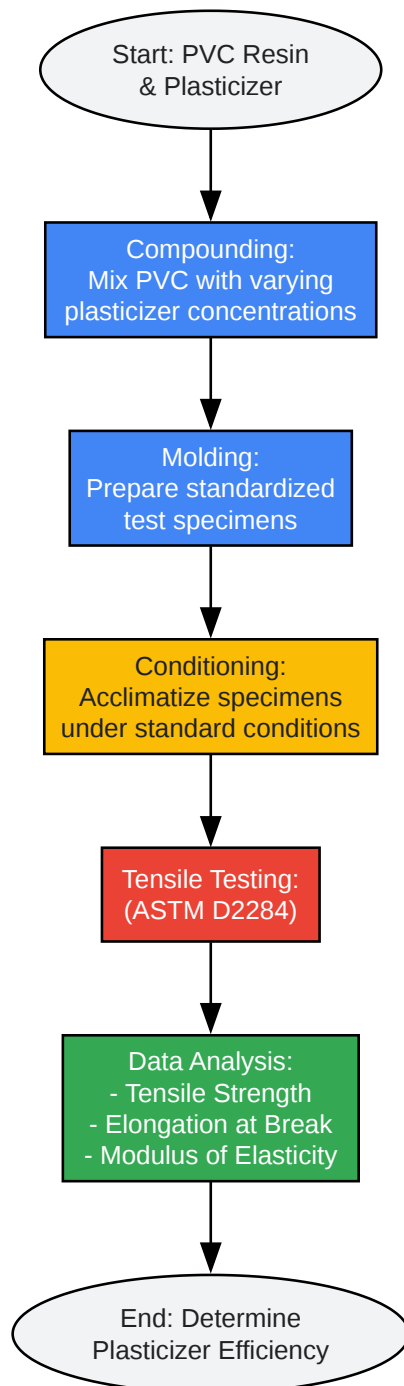 Start: PVC Resin
& Plasticizer
Compounding:
Mix PVC with varying
plasticizer concentrations
Molding:
Prepare standardized
test specimens
Conditioning:
Acclimatize specimens
under standard conditions
Tensile Testing:
(ASTM D2284)
Data Analysis:
- Tensile Strength
- Elongation at Break
- Modulus of Elasticity
End: Determine
Plasticizer Efficiency